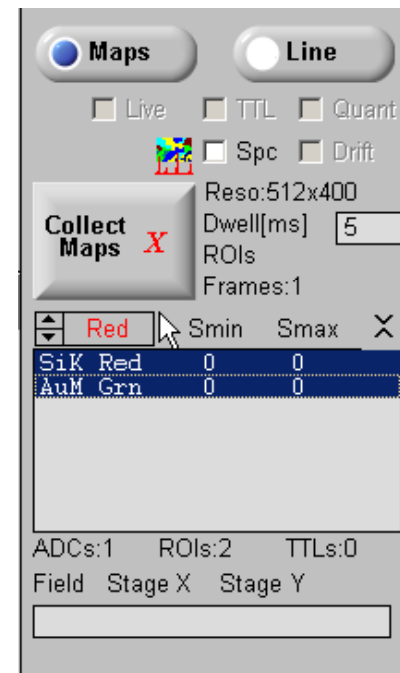 Maps Line
Live TTL Quant
Spc Drift
Reso:512x400
Collect Maps X Dwell[ms] 5
ROIs
Frames:1
Red Smin Smax X
SiK Red 0 0
AuM Grn 0 0
ADCs:1 ROIs:2 TTLs:0
Field Stage X Stage Y